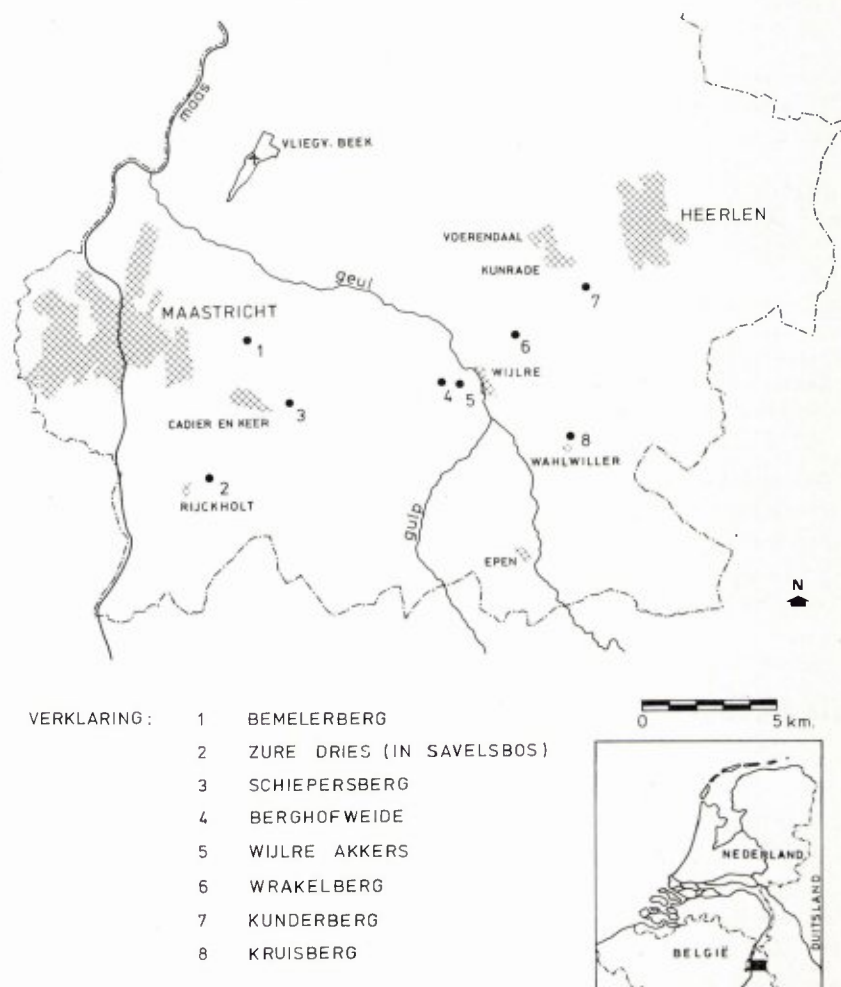 maas
VLIEGV. BEEK
HEERLEN
VOERENDAAL
KUNRADE
geul
7
MAASTRICHT
1
6
WIJLRE
4
5
3
CADIER EN KEER
8
WAHLWILLER
2
RIJCKHOLT
gulp
EPEN
N
VERKLARING:
1 BEMELERBERG
2 ZURE DRIES (IN SAVELSBOS)
3 SCHIEPERSBERG
4 BERGHOFWEIDE
5 WIJLRE AKKERS
6 WRAKELBERG
7 KUNDERBERG
8 KRUISBERG
0 5 km.
NEDERLAND
DUITSLAND
BELGIË